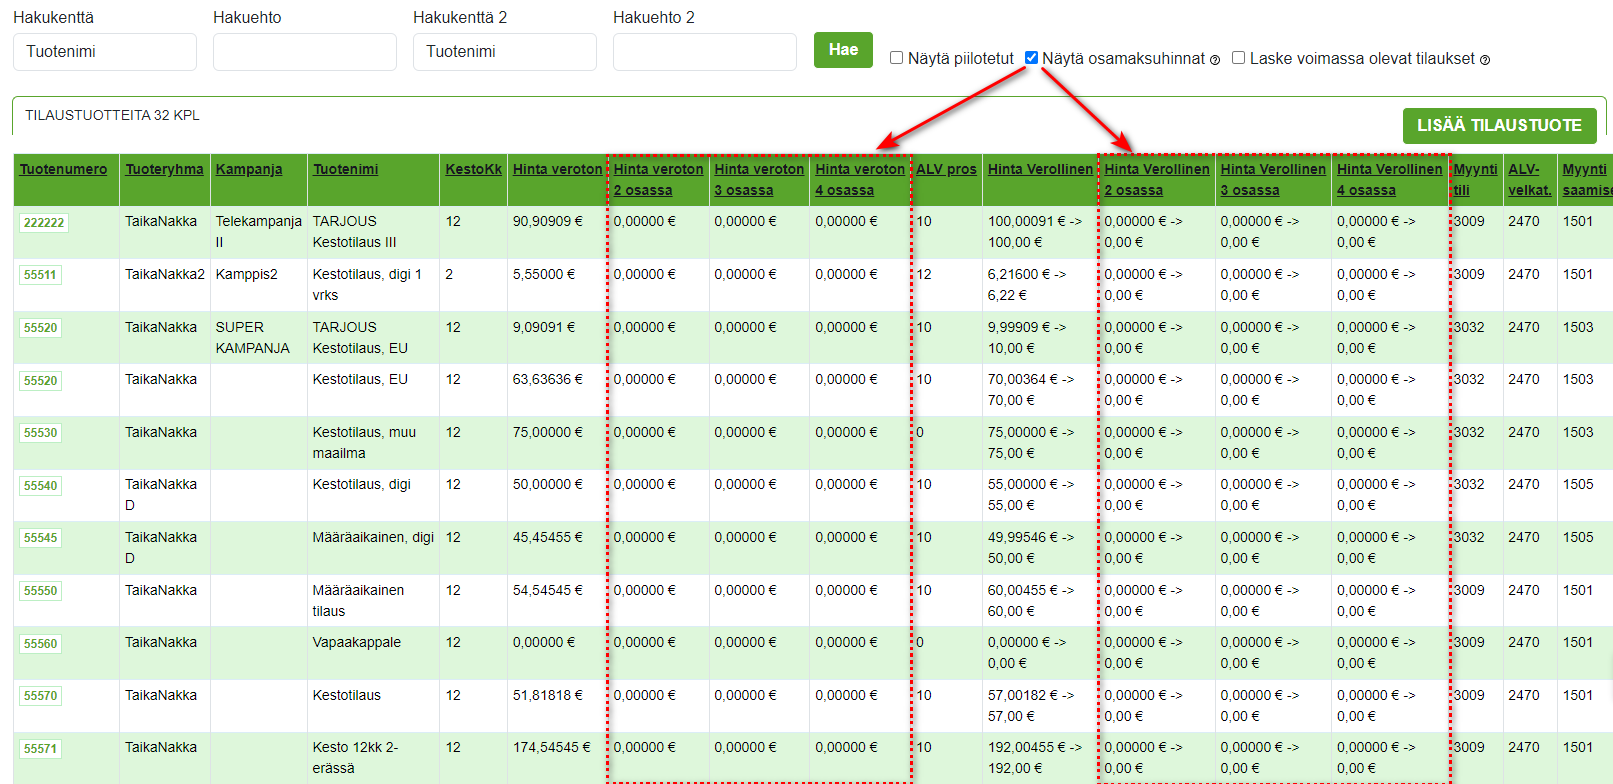 Hakukenttä Hakuehto Hakukenttä 2 Hakuehto 2
Tuotenimi Tuotenimi Hae Näytä piilotetut Näytä osamaksuhinnat Laske voimassa olevat tilaukset
TILAUSTUOTTEITA 32 KPL
LISÄÄ TILAUSTUOTE
Tuotenumero Tuoteryhma Kampanja Tuotenimi KestoKk Hinta veroton Hinta veroton Hinta veroton Hinta veroton ALV pros Hinta Verollinen Hinta Verollinen Hinta Verollinen Hinta Verollinen Myynti ALV- Myynti
2 osassa 3 osassa 4 osassa 2 osassa 3 osassa 4 osassa tili velkat. saamise
222222 TaikaNakka Telekampanja TARJOUS 12 90,90909 € 0,00000 € 0,00000 € 0,00000 € 10 100,00091 € -> 0,00000 € -> 0,00000 € -> 0,00000 € -> 3009 2470 1501
II Kestotilaus III 100,00 € 0,00 € 0,00 € 0,00 €
55511 TaikaNakka2 Kamppis2 Kestotilaus, digi 1 2 5,55000 € 0,00000 € 0,00000 € 0,00000 € 12 6,21600 € -> 0,00000 € -> 0,00000 € -> 0,00000 € -> 3009 2470 1501
vrks 6,22 € 0,00 € 0,00 € 0,00 €
55520 TaikaNakka SUPER TARJOUS 12 9,09091 € 0,00000 € 0,00000 € 0,00000 € 10 9,99909 € -> 0,00000 € -> 0,00000 € -> 0,00000 € -> 3032 2470 1503
KAMPANJA Kestotilaus, EU 10,00 € 0,00 € 0,00 € 0,00 €
55520 TaikaNakka Kestotilaus, EU 12 63,63636 € 0,00000 € 0,00000 € 0,00000 € 10 70,00364 € -> 0,00000 € -> 0,00000 € -> 0,00000 € -> 3032 2470 1503
70,00 € 0,00 € 0,00 € 0,00 €
55530 TaikaNakka Kestotilaus, muu 12 75,00000 € 0,00000 € 0,00000 € 0,00000 € 0 75,00000 € -> 0,00000 € -> 0,00000 € -> 0,00000 € -> 3032 2470 1503
maailma 75,00 € 0,00 € 0,00 € 0,00 €
55540 TaikaNakka Kestotilaus, digi 12 50,00000 € 0,00000 € 0,00000 € 0,00000 € 10 55,00000 € -> 0,00000 € -> 0,00000 € -> 0,00000 € -> 3032 2470 1505
D 55,00 € 0,00 € 0,00 € 0,00 €
55545 TaikaNakka Määräaikainen, digi 12 45,45455 € 0,00000 € 0,00000 € 0,00000 € 10 49,99546 € -> 0,00000 € -> 0,00000 € -> 0,00000 € -> 3032 2470 1505
D 50,00 € 0,00 € 0,00 € 0,00 €
55550 TaikaNakka Määräaikainen 12 54,54545 € 0,00000 € 0,00000 € 0,00000 € 10 60,00455 € -> 0,00000 € -> 0,00000 € -> 0,00000 € -> 3009 2470 1501
tilaus 60,00 € 0,00 € 0,00 € 0,00 €
55560 TaikaNakka Vapaakappale 12 0,00000 € 0,00000 € 0,00000 € 0,00000 € 0 0,00000 € -> 0,00000 € -> 0,00000 € -> 0,00000 € -> 3009 2470 1501
0,00 € 0,00 € 0,00 € 0,00 €
55570 TaikaNakka Kestotilaus 12 51,81818 € 0,00000 € 0,00000 € 0,00000 € 10 57,00182 € -> 0,00000 € -> 0,00000 € -> 0,00000 € -> 3009 2470 1501
57,00 € 0,00 € 0,00 € 0,00 €
55571 TaikaNakka Kesto 12kk 2- 12 174,54545 € 0,00000 € 0,00000 € 0,00000 € 10 192,00455 € -> 0,00000 € -> 0,00000 € -> 0,00000 € -> 3009 2470 1501
erässä 192,00 € 0,00 € 0,00 € 0,00 €